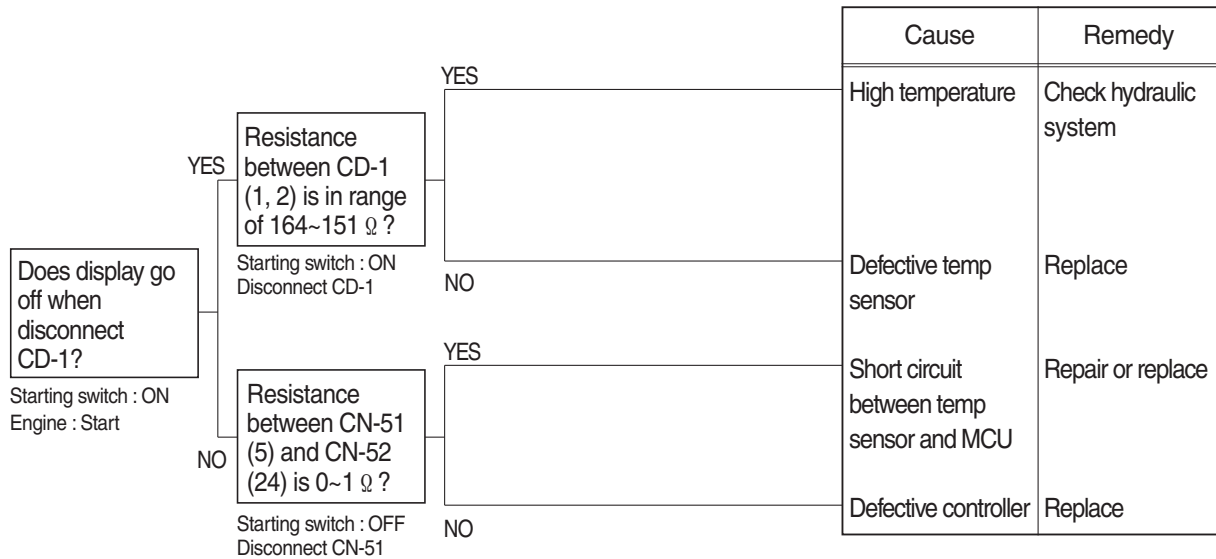 Does display go
off when
disconnect
CD-1?
Starting switch : ON
Engine : Start
YES
Resistance
between CD-1
(1, 2) is in range
of 164~151 Ω ?
Starting switch : ON
Disconnect CD-1
NO
Resistance
between CN-51
(5) and CN-52
(24) is 0~1 Ω ?
Starting switch : OFF
Disconnect CN-51
YES
NO
YES
NO
Cause
Remedy
High temperature
Check hydraulic
system
Defective temp
sensor
Replace
Short circuit
between temp
sensor and MCU
Repair or replace
Defective controller
Replace